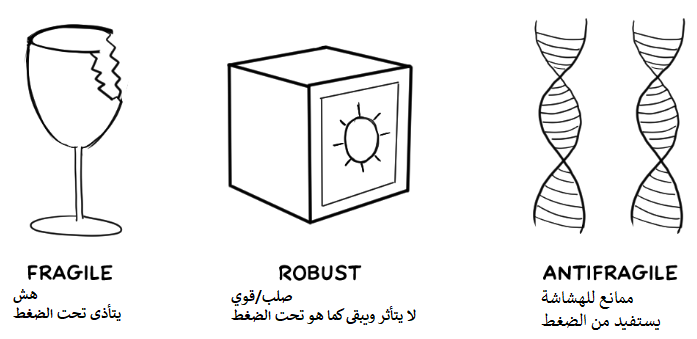 FRAGILE
هش
يتأذى تحت الضغط
ROBUST
صلب/قوي
لا يتأثر ويبقى كما هو تحت الضغط
ANTIFRAGILE
ممانع للهشاشة
يستفيد من الضغط